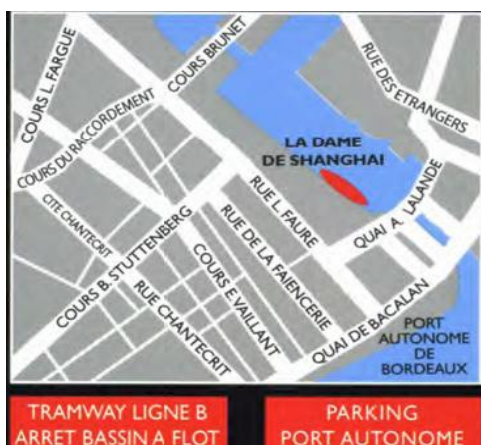 COURS L. FARGUE
COURS BRUNET
RUE DES ETRANGERS
COURS DU RACCORDEMENT
LA DAME
DE SHANGHAI
CITE CHANTECRIT
RUE L. FAURE
QUAI A. LALANDE
COURS B. STUTTENBERG
RUE DE LA FAIENCERIE
COURS E. VAILLANT
RUE CHANTECRIT
QUAI DE BACALAN
PORT
AUTONOME
DE
BORDEAUX
TRAMWAY LIGNE B
ARRET BASSIN A FLOT
PARKING
PORT AUTONOME